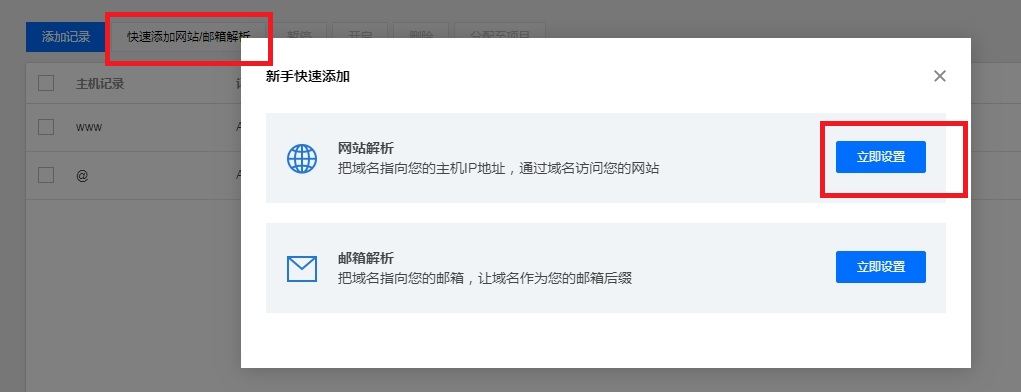 添加记录
快速添加网站/邮箱解析
暂停
开启
删除
分配至项目
主机记录
www
@
新手快速添加
网站解析
把域名指向您的主机IP地址，通过域名访问您的网站
立即设置
邮箱解析
把域名指向您的邮箱，让域名作为您的邮箱后缀
立即设置